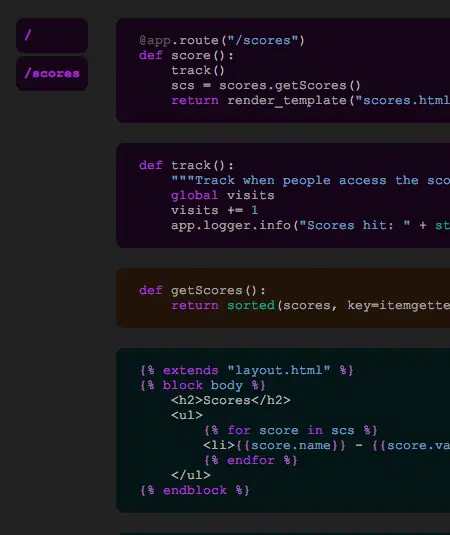 /
/scores
@app.route("/scores")
def score():
    track()
    scs = scores.getScores()
    return render_template("scores.html
def track():
    """Track when people access the sco
    global visits
    visits += 1
    app.logger.info("Scores hit: " + st
def getScores():
    return sorted(scores, key=itemgette
{% extends "layout.html" %}
{% block body %}
    <h2>Scores</h2>
    <ul>
        {% for score in scs %}
        <li>{{score.name}} - {{score.va
        {% endfor %}
    </ul>
{% endblock %}